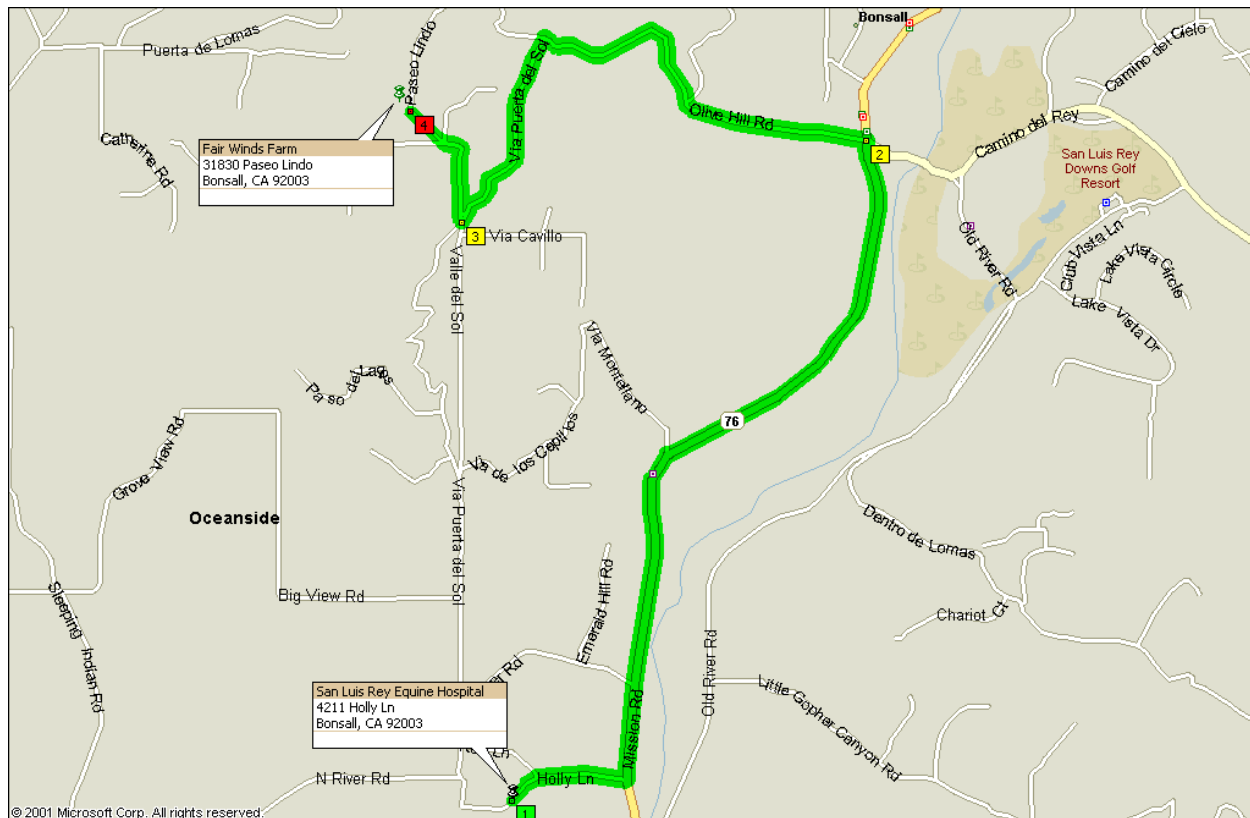 Bonsall
Puerta de Lomas
Paseo Lindo
Camino del Cielo
Via Puerta del Sol
Olive Hill Rd
Camino del Rey
4
Catherine Rd
Fair Winds Farm
31830 Paseo Lindo
Bonsall, CA 92003
2
San Luis Rey
Downs Golf
Resort
3
Via Cavillo
Old River Rd
Club Vista Ln
Lake Vista Circle
Valle del Sol
Lake Vista Dr
Via Montellano
Paso del Lagos
76
Grove View Rd
Via de los Cepillos
Oceanside
Via Puerta del Sol
Dentro de Lomas
Big View Rd
Emerald Hill Rd
Chariot Ct
Sleeping Indian Rd
Old River Rd
Little Gopher Canyon Rd
San Luis Rey Equine Hospital
4211 Holly Ln
Bonsall, CA 92003
Mission Rd
N River Rd
Holly Ln
1
© 2001 Microsoft Corp. All rights reserved.